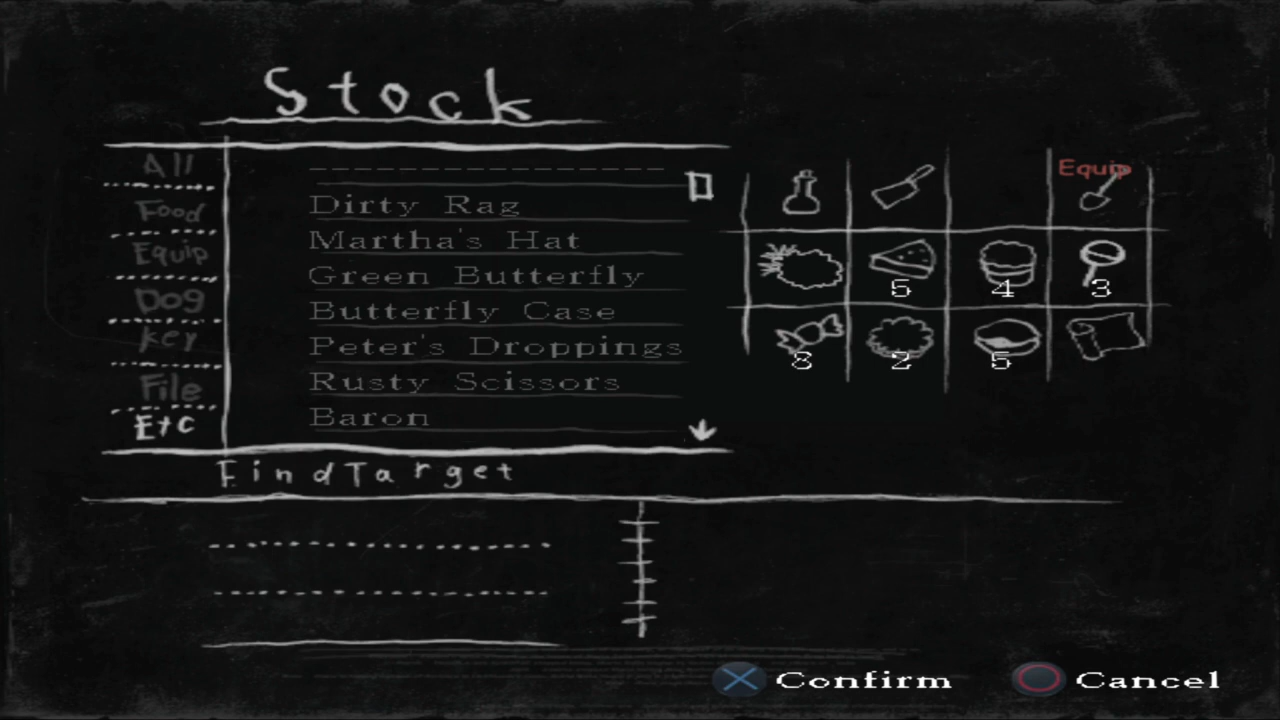 Stock
All
Food
Equip
Dog
Key
File
Etc
---------------
Dirty Rag
Martha's Hat
Green Butterfly
Butterfly Case
Peter's Droppings
Rusty Scissors
Baron
Equip
5
4
3
8
2
5
FindTarget
Confirm
Cancel